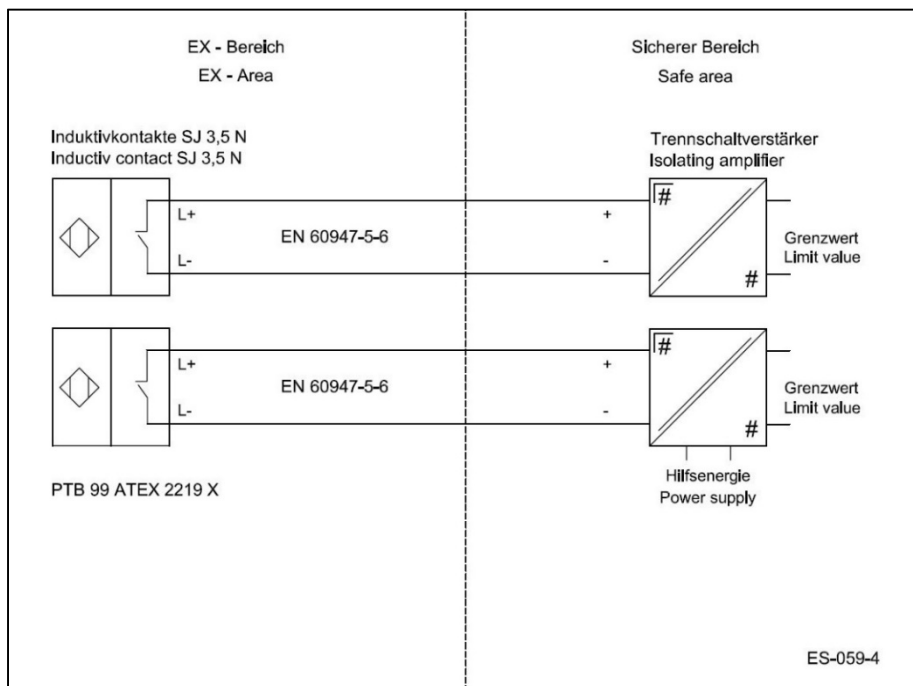 EX - Bereich
EX - Area
Sicherer Bereich
Safe area
Induktivkontakte SJ 3,5 N
Inductiv contact SJ 3,5 N
Trennschaltverstärker
Isolating amplifier
L+
EN 60947-5-6
L-
+
-
#
#
Grenzwert
Limit value
L+
EN 60947-5-6
L-
+
-
#
#
Grenzwert
Limit value
Hilfsenergie
Power supply
PTB 99 ATEX 2219 X
ES-059-4